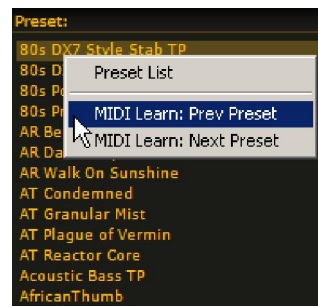 Preset:
80s DX7 Style Stab TP
80s D
Preset List
80s P
80s Pr
MIDI Learn: Prev Preset
AR Be
MIDI Learn: Next Preset
AR Da
AR Walk On Sunshine
AT Condemned
AT Granular Mist
AT Plague of Vermin
AT Reactor Core
Acoustic Bass TP
AfricanThumb